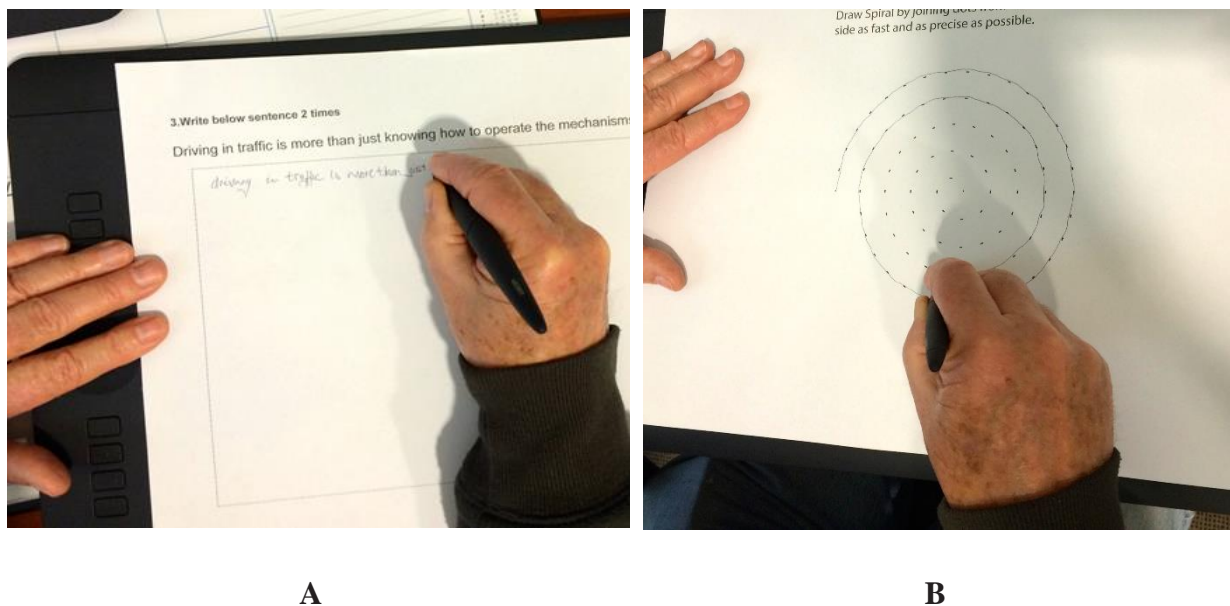 3.Write below sentence 2 times
Driving in traffic is more than just knowing how to operate the mechanisms
driving in traffic is more than just
Draw Spiral by joining dots
side as fast and as precise as possible.
A
B